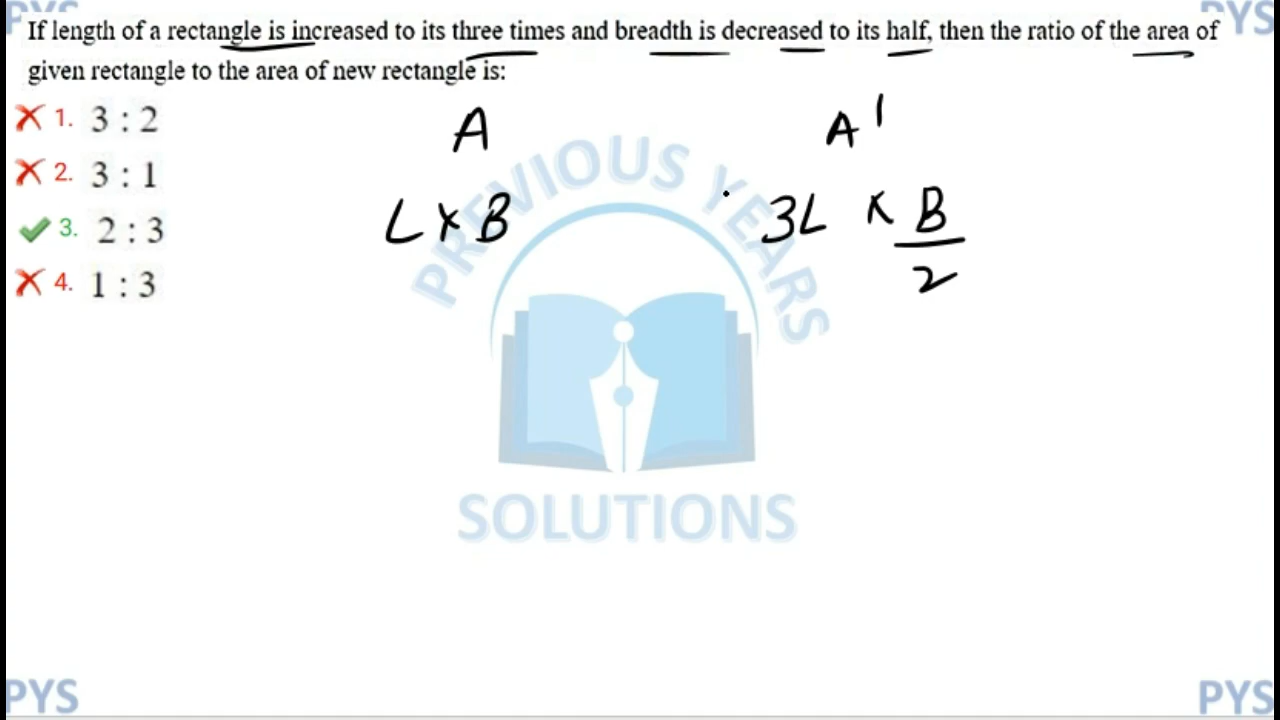 PYS PYS
If length of a rectangle is increased to its three times and breadth is decreased to its half, then the ratio of the area of
given rectangle to the area of new rectangle is:
1. 3 : 2
2. 3 : 1
3. 2 : 3
4. 1 : 3
A A'
L × B 3L × B/2
PREVIOUS YEARS
SOLUTIONS
PYS PYS